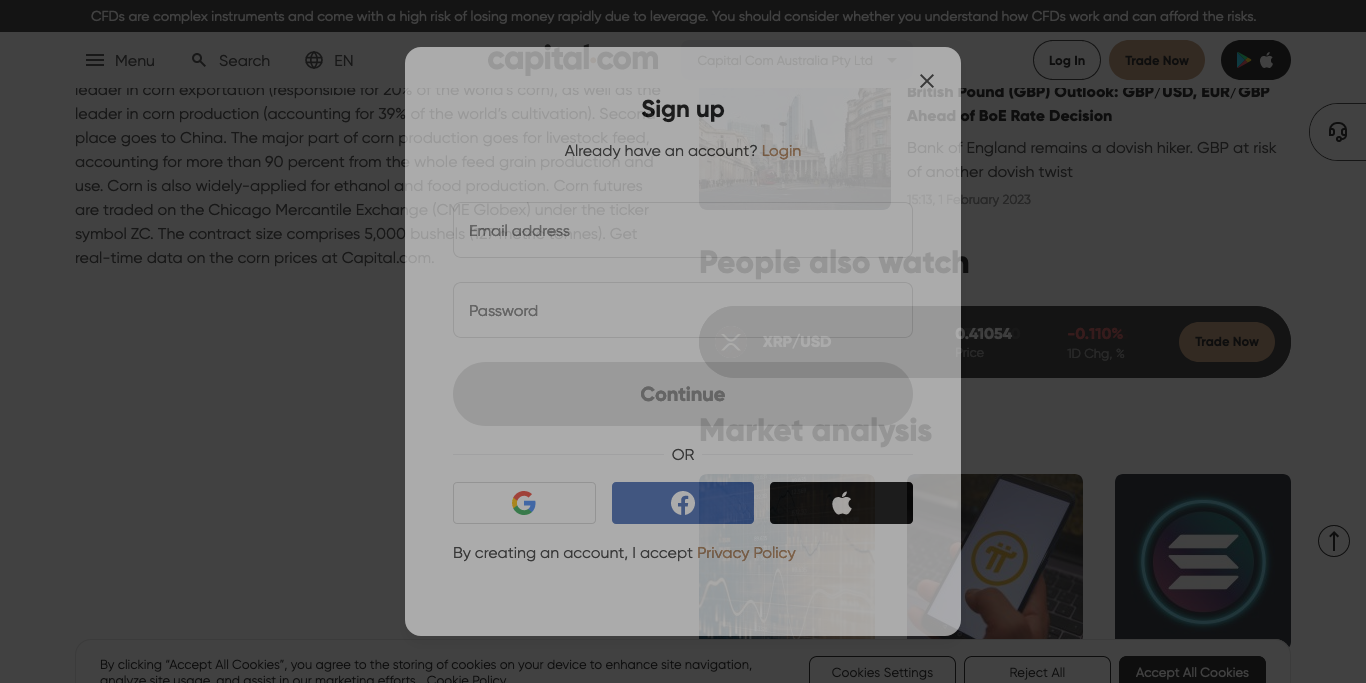 CFDs are complex instruments and come with a high risk of losing money rapidly due to leverage. You should consider whether you understand how CFDs work and can afford the risks.
Menu
Search
EN
capital.com
Capital Com Australia Pty Ltd
Log In
Trade Now
leader in corn exportation (responsible for 20% of the world's corn), as well as the
leader in corn production (accounting for 39% of the world's cultivation). Second
place goes to China. The major part of corn production goes for livestock feed,
accounting for more than 90 percent from the whole feed grain production and
use. Corn is also widely-applied for ethanol and food production. Corn futures
are traded on the Chicago Mercantile Exchange (CME Globex) under the ticker
symbol ZC. The contract size comprises 5,000 bushels Get
real-time data on the corn prices at Capital.com.
Sign up
Already have an account? Login
Email address
Password
Continue
OR
By creating an account, I accept Privacy Policy
British Pound (GBP) Outlook: GBP/USD, EUR/GBP
Ahead of BoE Rate Decision
Bank of England remains a dovish hiker. GBP at risk
of another dovish twist
15:13, 1 February 2023
People also watch
XRP/USD
0.41054
Price
-0.110%
1D Chg, %
Trade Now
Market analysis
By clicking "Accept All Cookies", you agree to the storing of cookies on your device to enhance site navigation,
analyze site usage, and assist in our marketing efforts. Cookie Policy
Cookies Settings
Reject All
Accept All Cookies